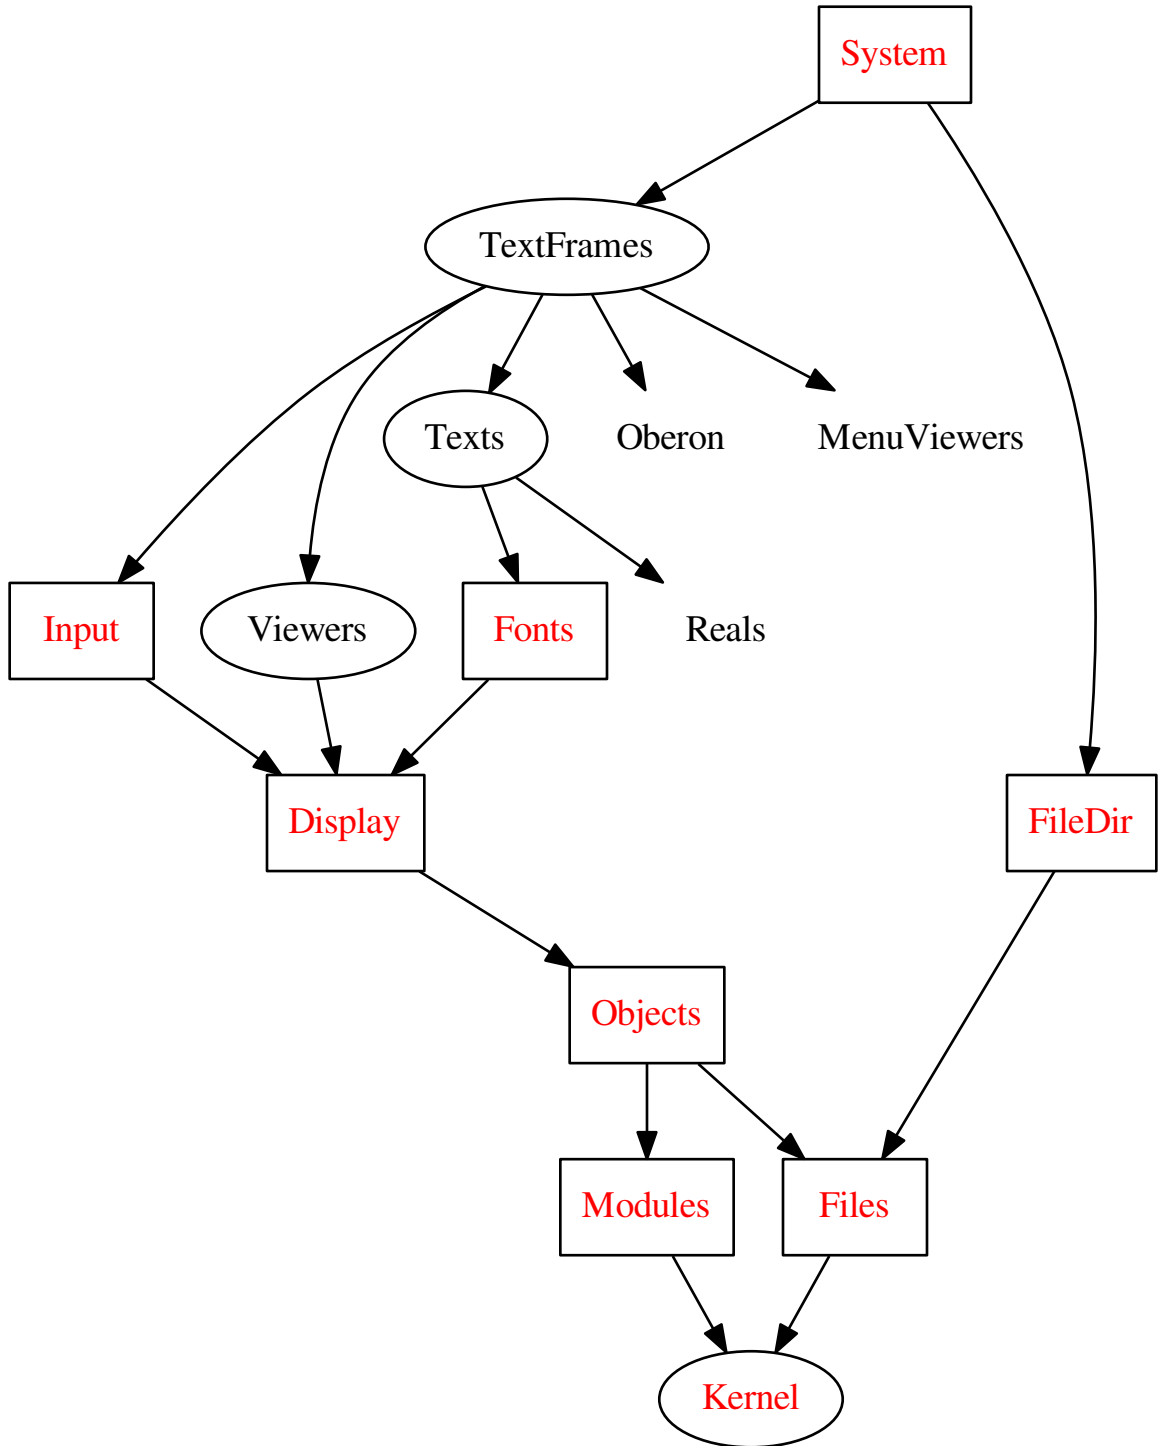 System
TextFrames
Texts
Oberon
MenuViewers
Input
Viewers
Fonts
Reals
Display
FileDir
Objects
Modules
Files
Kernel